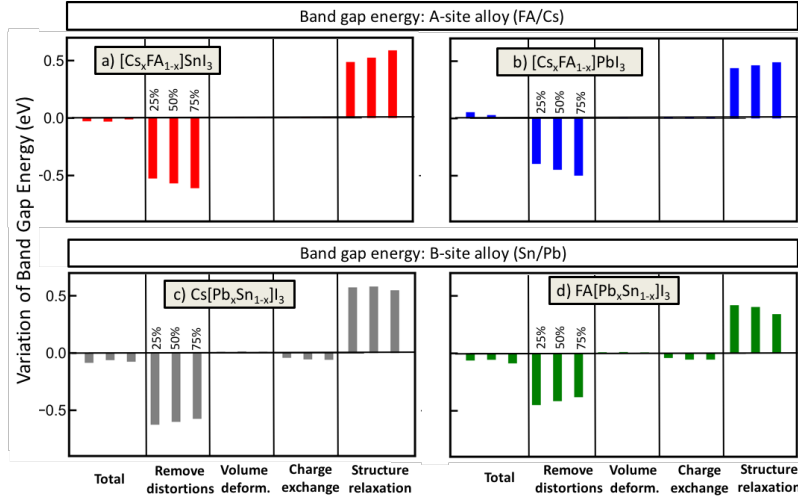 Band gap energy: A-site alloy (FA/Cs)
Variation of Band Gap Energy (eV)
a) [CsₓFA₁₋ₓ]SnI₃
0.5
0.0
−0.5
25%
50%
75%
b) [CsₓFA₁₋ₓ]PbI₃
25%
50%
75%
Band gap energy: B-site alloy (Sn/Pb)
c) Cs[PbₓSn₁₋ₓ]I₃
0.5
0.0
−0.5
25%
50%
75%
d) FA[PbₓSn₁₋ₓ]I₃
25%
50%
75%
Total
Remove
distortions
Volume
deform.
Charge
exchange
Structure
relaxation
Total
Remove
distortions
Volume
deform.
Charge
exchange
Structure
relaxation